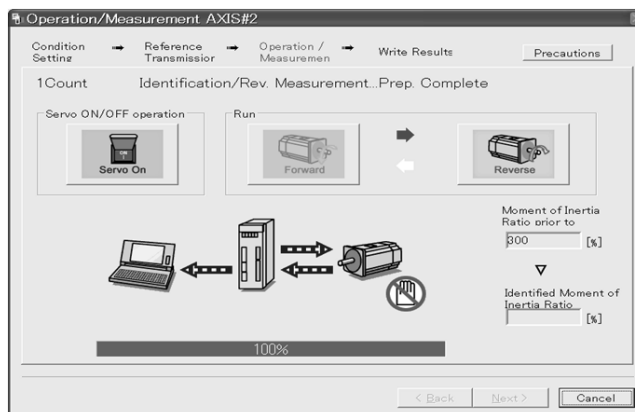 Operation/Measurement AXIS#2
Condition Setting
Reference Transmissior
Operation / Measuremen
Write Results
Precautions
1Count Identification/Rev. Measurement...Prep. Complete
Servo ON/OFF operation
Run
Servo On
Forward
Reverse
Moment of Inertia
Ratio prior to
300 [%]
Identified Moment of
Inertia Ratio
[%]
100%
< Back
Next >
Cancel